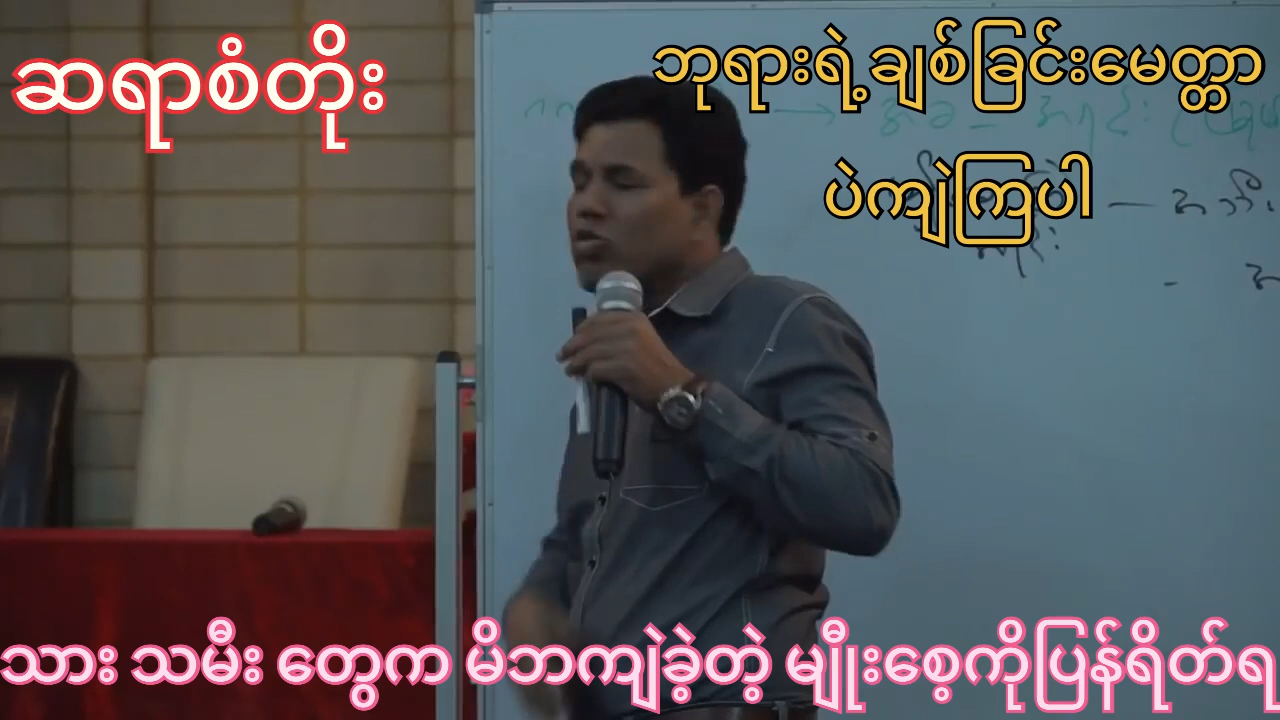 ဆရာစံတိုး
ဘုရားရဲ့ ချစ်ခြင်းမေတ္တာ
ပဲကျဲကြပါ
သား သမီး တွေက မိဘကျဲခဲ့တဲ့ မျိုးစေ့ကိုပြန်ရိတ်ရ